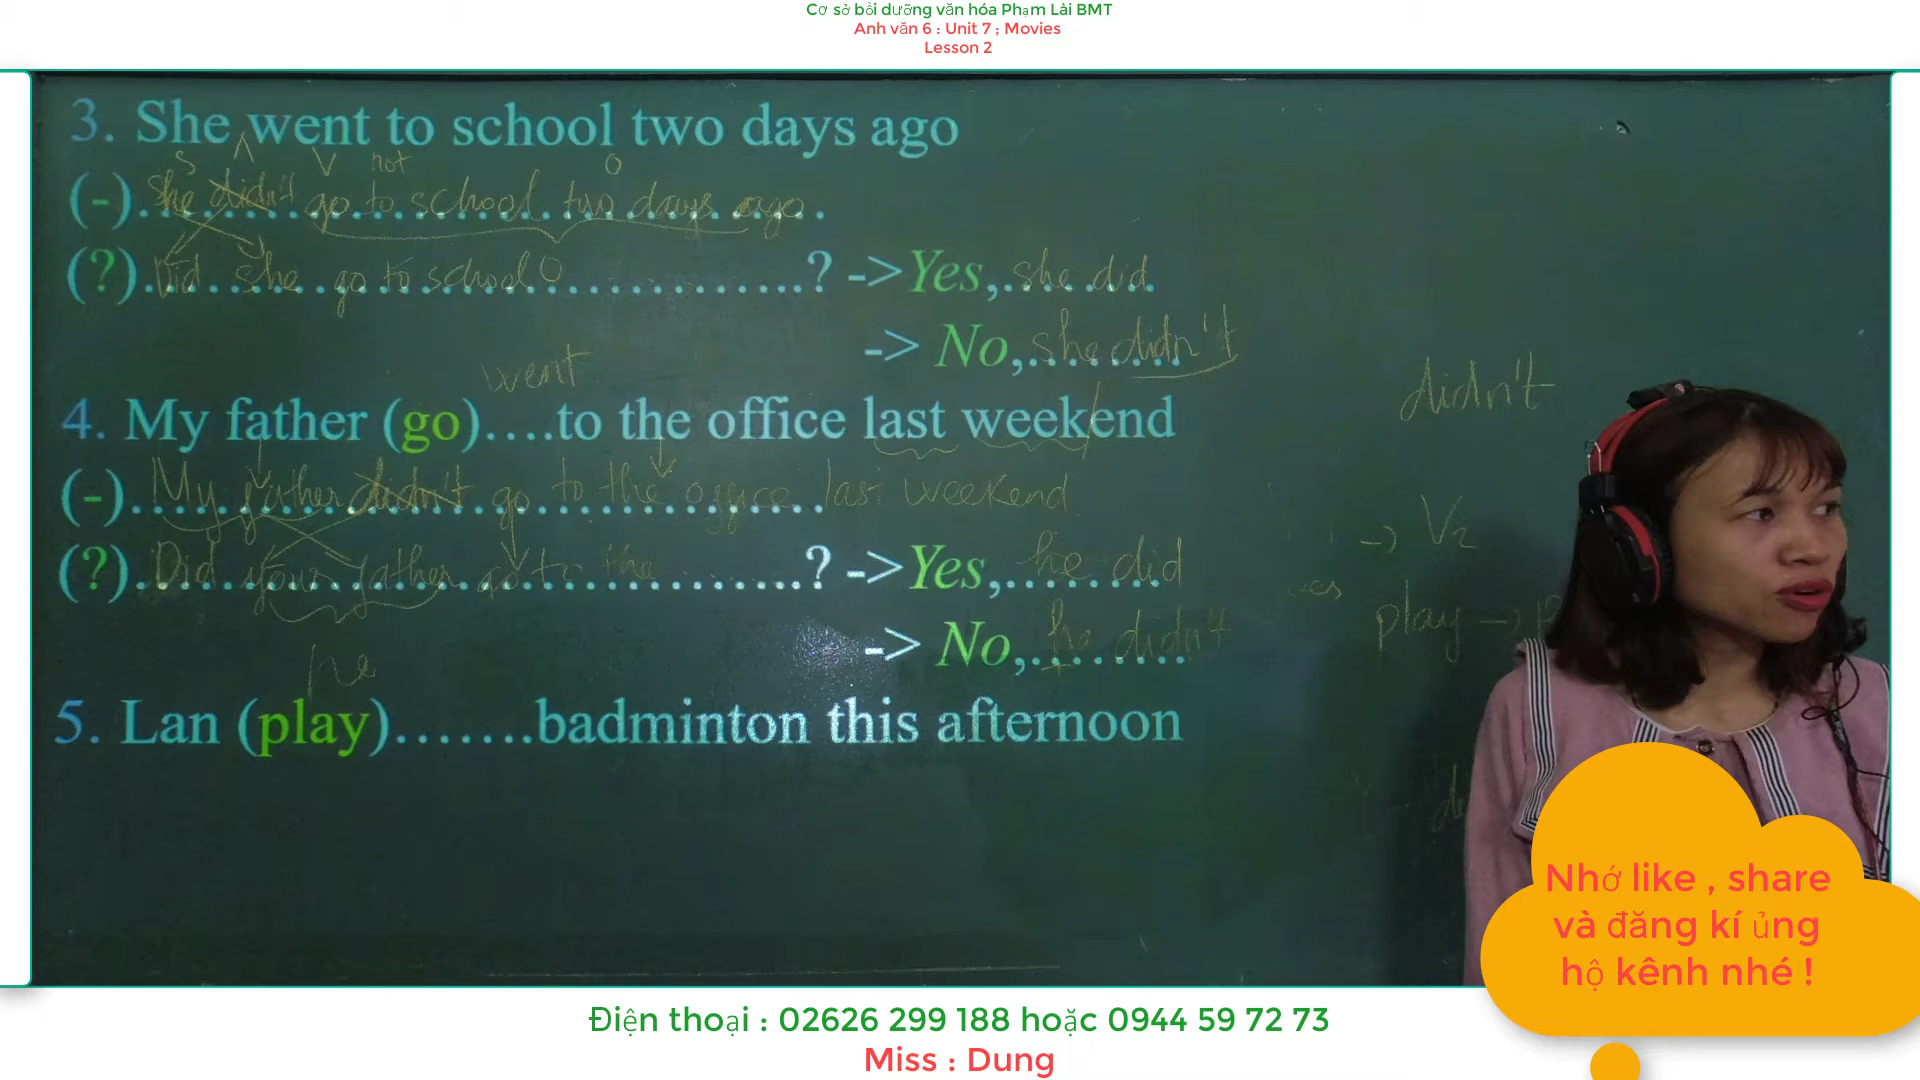 Cơ sở bồi dưỡng văn hóa Phạm Lài BMT
Anh văn 6 : Unit 7 ; Movies
Lesson 2
3. She went to school two days ago
S V not O
(-) She didn't go to school two days ago.
(?) Did she go to school ? -> Yes, she did.
-> No, she didn't
went
didn't
4. My father (go)....to the office last weekend
(-) My father didn't go to the office last weekend
-> V2
(?) Did your father go to the ? -> Yes, he did
play ->
-> No, he didn't
he
5. Lan (play).......badminton this afternoon
Nhớ like , share
và đăng kí ủng
hộ kênh nhé !
Điện thoại : 02626 299 188 hoặc 0944 59 72 73
Miss : Dung